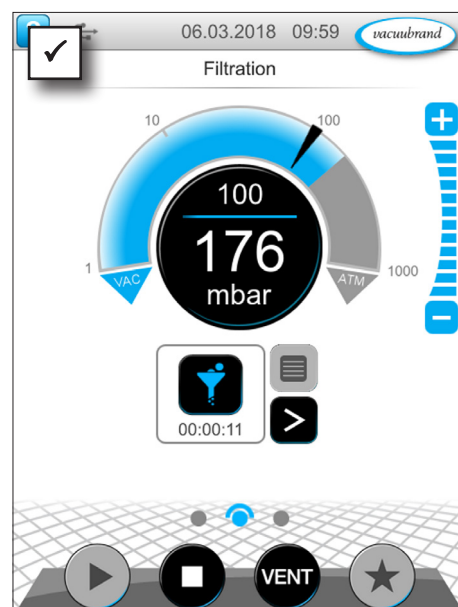 06.03.2018 09:59
vacuubrand
Filtration
10
100
100
176
mbar
1
VAC
ATM
1000
00:00:11
VENT